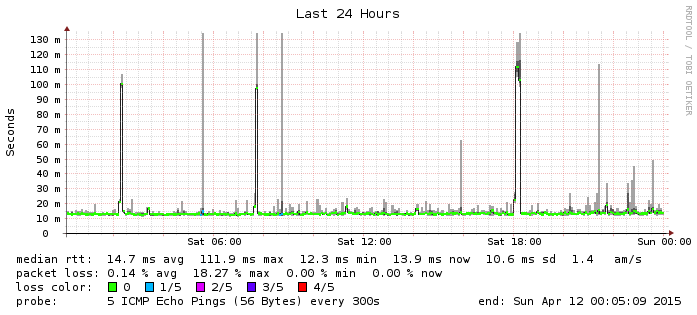 Last 24 Hours
RRDTOOL / TOBI OETIKER
Seconds
130 m
120 m
110 m
100 m
90 m
80 m
70 m
60 m
50 m
40 m
30 m
20 m
10 m
0
Sat 06:00 Sat 12:00 Sat 18:00 Sun 00:00
median rtt: 14.7 ms avg 111.9 ms max 12.3 ms min 13.9 ms now 10.6 ms sd 1.4 am/s
packet loss: 0.14 % avg 18.27 % max 0.00 % min 0.00 % now
loss color: 0 1/5 2/5 3/5 4/5
probe: 5 ICMP Echo Pings (56 Bytes) every 300s end: Sun Apr 12 00:05:09 2015